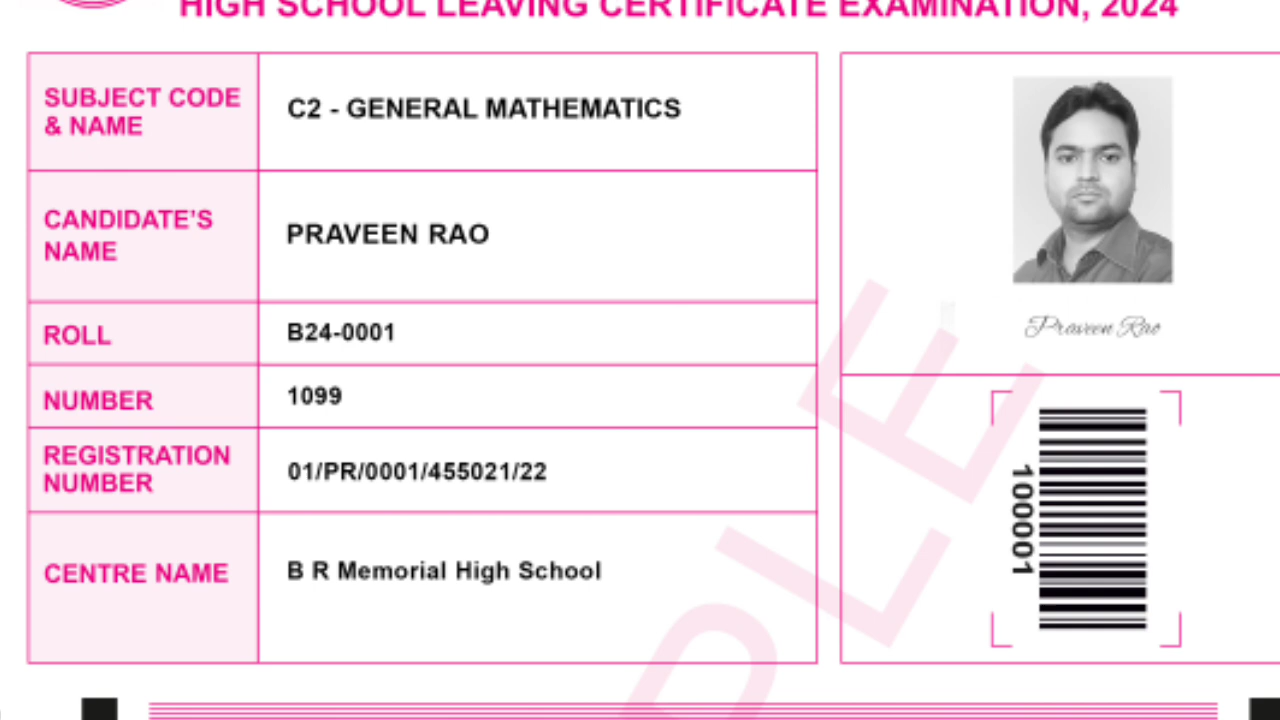 HIGH SCHOOL LEAVING CERTIFICATE EXAMINATION, 2024
SUBJECT CODE
& NAME
C2 - GENERAL MATHEMATICS
CANDIDATE’S
NAME
PRAVEEN RAO
ROLL
B24-0001
NUMBER
1099
REGISTRATION
NUMBER
01/PR/0001/455021/22
CENTRE NAME
B R Memorial High School
Praveen Rao
100001
PLE